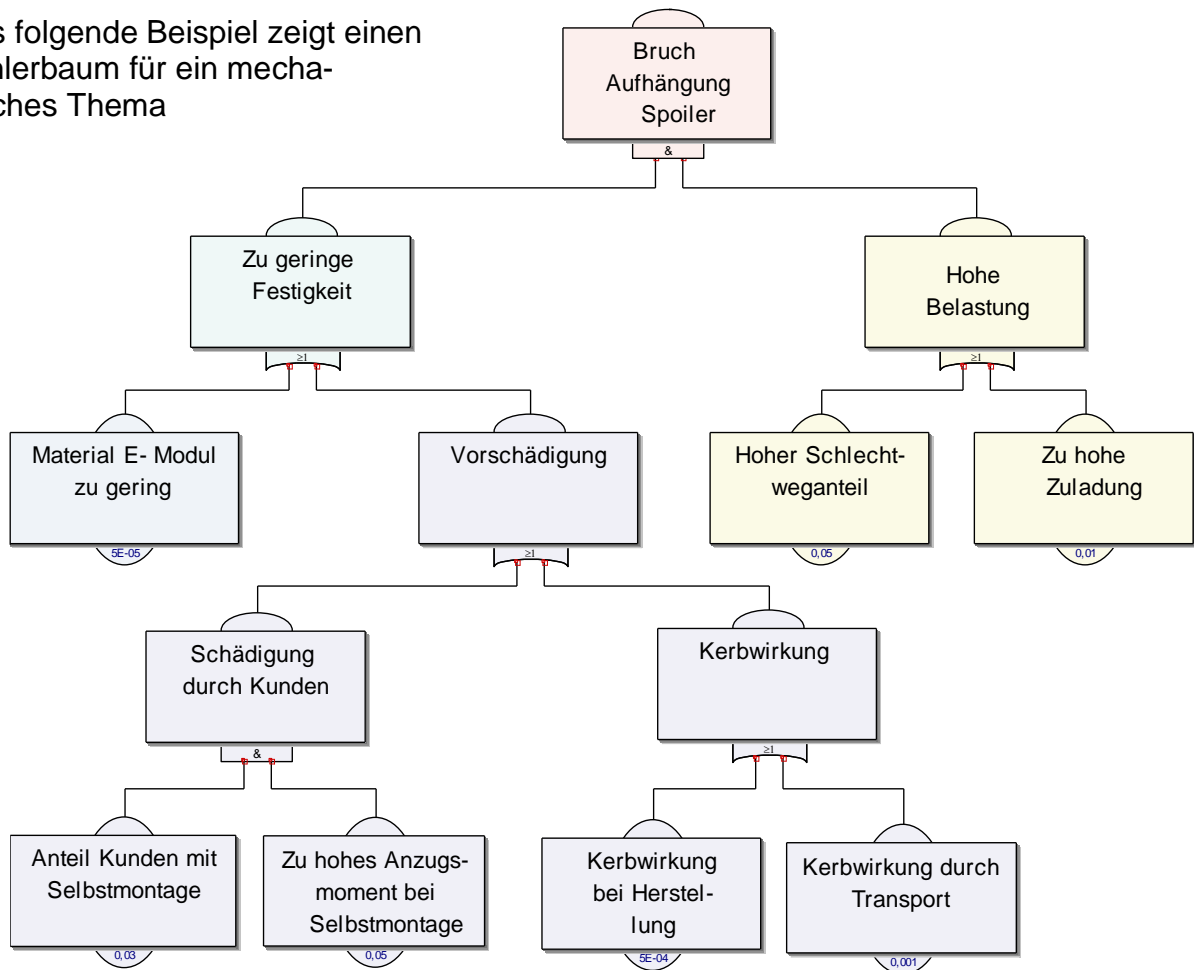 s folgende Beispiel zeigt einen
hlerbaum für ein mecha-
ches Thema
Bruch
Aufhängung
Spoiler
&
Zu geringe
Festigkeit
≥1
Hohe
Belastung
≥1
Material E- Modul
zu gering
5E-05
Vorschädigung
≥1
Hoher Schlecht-
weganteil
0,05
Zu hohe
Zuladung
0,01
Schädigung
durch Kunden
&
Kerbwirkung
≥1
Anteil Kunden mit
Selbstmontage
0,03
Zu hohes Anzugs-
moment bei
Selbstmontage
0,05
Kerbwirkung
bei Herstel-
lung
5E-04
Kerbwirkung durch
Transport
0,001